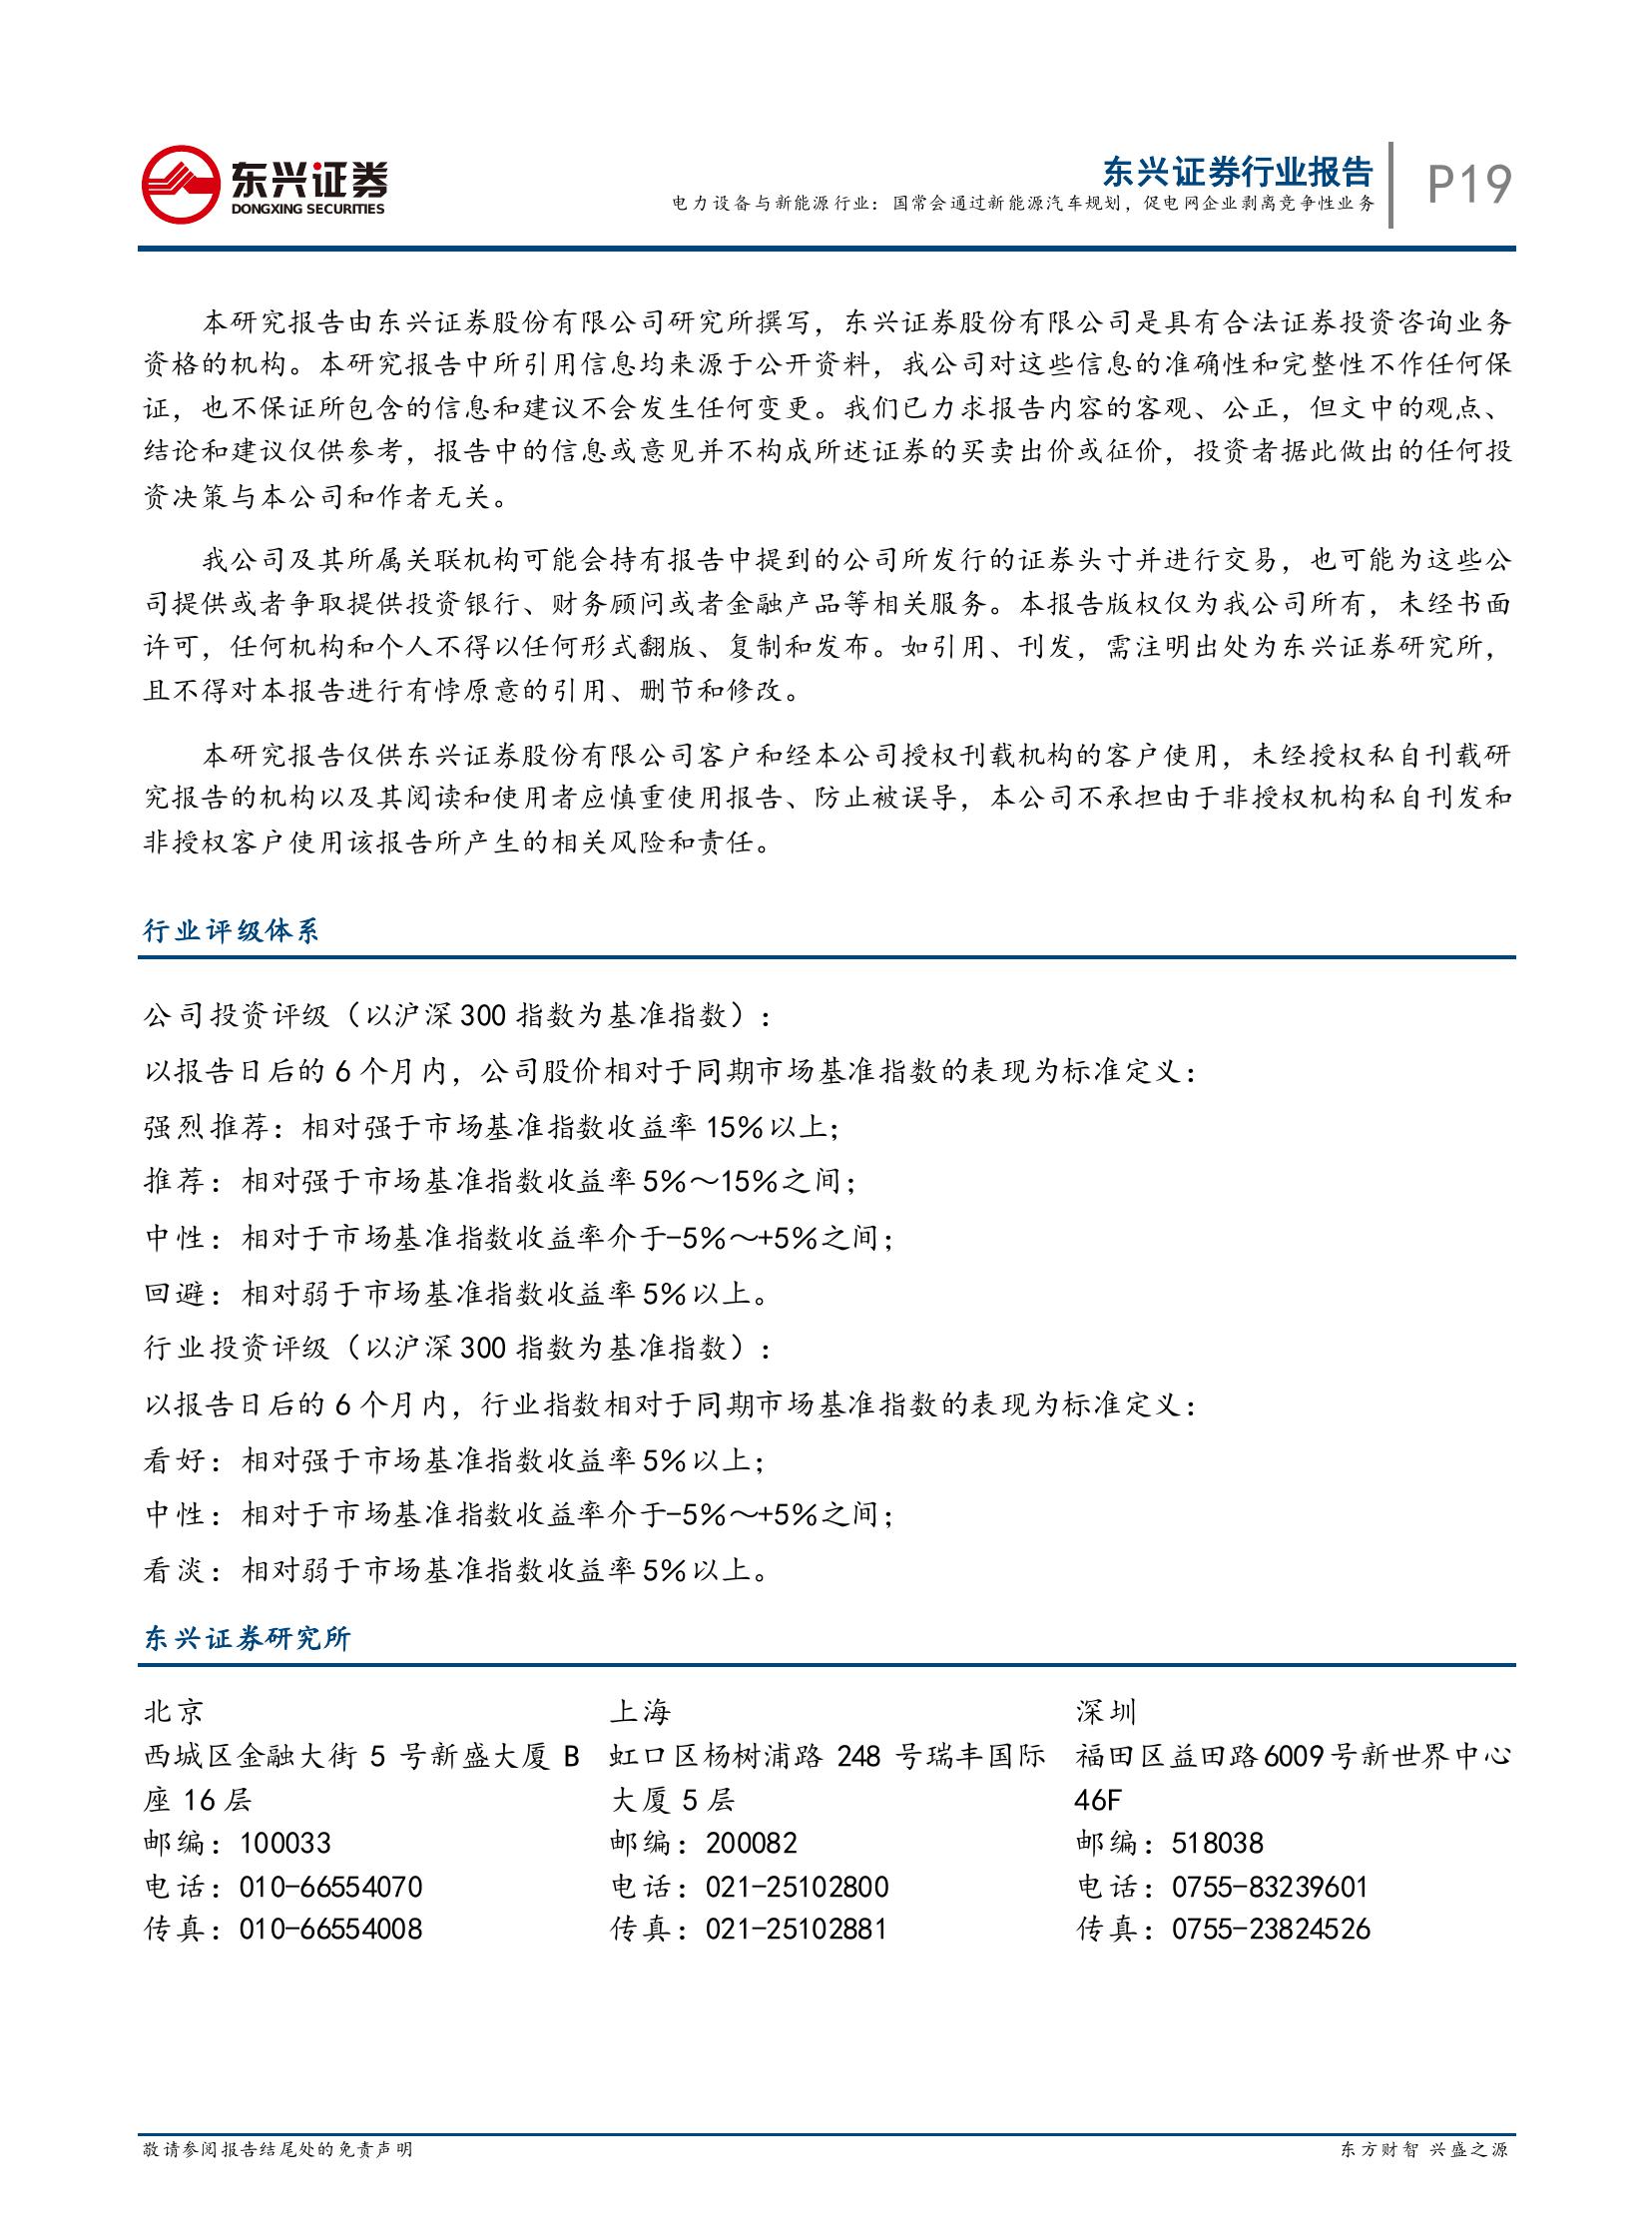 东兴证券
DONGXING SECURITIES
东兴证券行业报告
电力设备与新能源行业：国常会通过新能源汽车规划，促电网企业剥离竞争性业务
P19
本研究报告由东兴证券股份有限公司研究所撰写，东兴证券股份有限公司是具有合法证券投资咨询业务
资格的机构。本研究报告中所引用信息均来源于公开资料，我公司对这些信息的准确性和完整性不作任何保
证，也不保证所包含的信息和建议不会发生任何变更。我们已力求报告内容的客观、公正，但文中的观点、
结论和建议仅供参考，报告中的信息或意见并不构成所述证券的买卖出价或征价，投资者据此做出的任何投
资决策与本公司和作者无关。
我公司及其所属关联机构可能会持有报告中提到的公司所发行的证券头寸并进行交易，也可能为这些公
司提供或者争取提供投资银行、财务顾问或者金融产品等相关服务。本报告版权仅为我公司所有，未经书面
许可，任何机构和个人不得以任何形式翻版、复制和发布。如引用、刊发，需注明出处为东兴证券研究所，
且不得对本报告进行有悖原意的引用、删节和修改。
本研究报告仅供东兴证券股份有限公司客户和经本公司授权刊载机构的客户使用，未经授权私自刊载研
究报告的机构以及其阅读和使用者应慎重使用报告、防止被误导，本公司不承担由于非授权机构私自刊发和
非授权客户使用该报告所产生的相关风险和责任。
行业评级体系
公司投资评级（以沪深 300 指数为基准指数）：
以报告日后的 6 个月内，公司股价相对于同期市场基准指数的表现为标准定义：
强烈推荐：相对强于市场基准指数收益率 15％以上；
推荐：相对强于市场基准指数收益率 5％～15％之间；
中性：相对于市场基准指数收益率介于-5％～+5％之间；
回避：相对弱于市场基准指数收益率 5％以上。
行业投资评级（以沪深 300 指数为基准指数）：
以报告日后的 6 个月内，行业指数相对于同期市场基准指数的表现为标准定义：
看好：相对强于市场基准指数收益率 5％以上；
中性：相对于市场基准指数收益率介于-5％～+5％之间；
看淡：相对弱于市场基准指数收益率 5％以上。
东兴证券研究所
北京
西城区金融大街 5 号新盛大厦 B
座 16 层
邮编：100033
电话：010-66554070
传真：010-66554008
上海
虹口区杨树浦路 248 号瑞丰国际
大厦 5 层
邮编：200082
电话：021-25102800
传真：021-25102881
深圳
福田区益田路6009号新世界中心
46F
邮编：518038
电话：0755-83239601
传真：0755-23824526
敬请参阅报告结尾处的免责声明
东方财智 兴盛之源